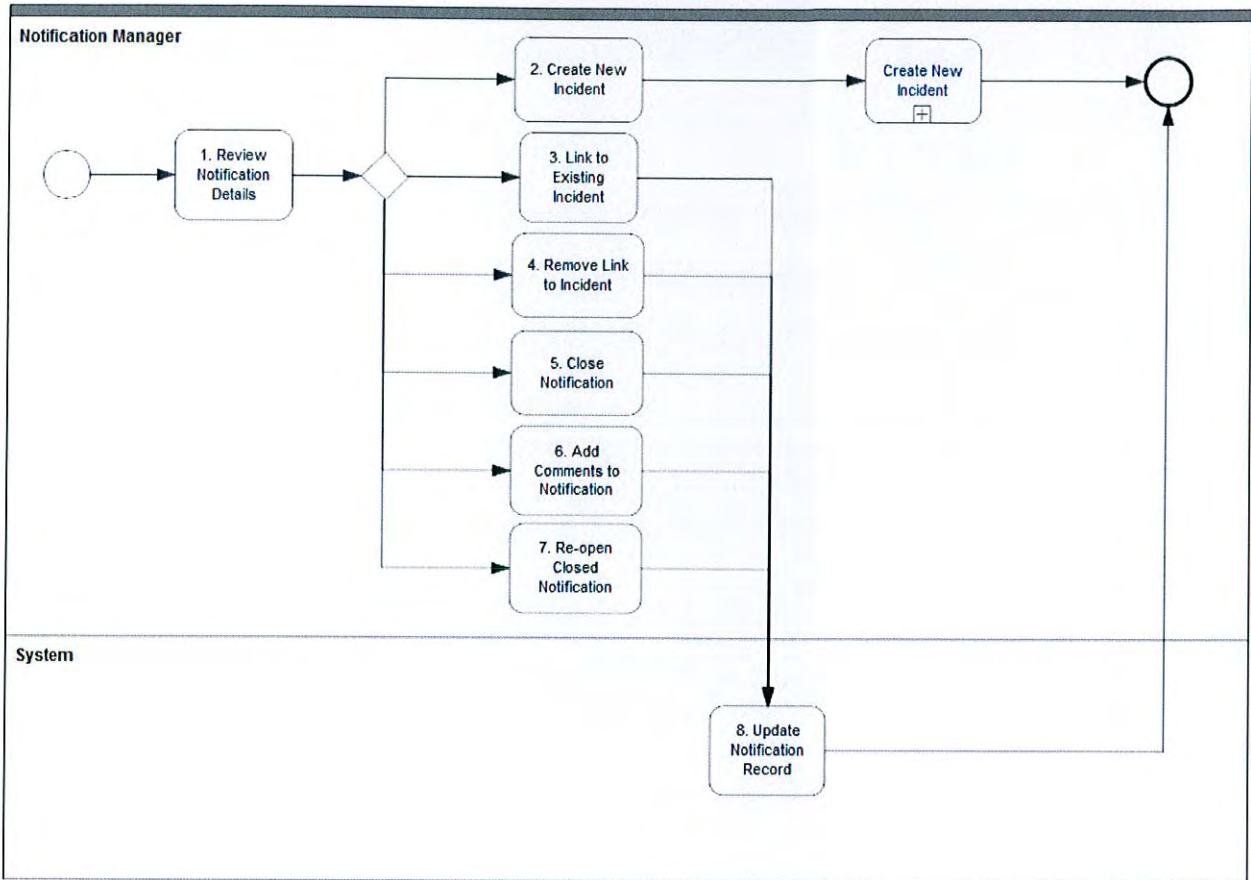 Notification Manager
2. Create New
Incident
Create New
Incident
1. Review
Notification
Details
3. Link to
Existing
Incident
4. Remove Link
to Incident
5. Close
Notification
6. Add
Comments to
Notification
7. Re-open
Closed
Notification
System
8. Update
Notification
Record